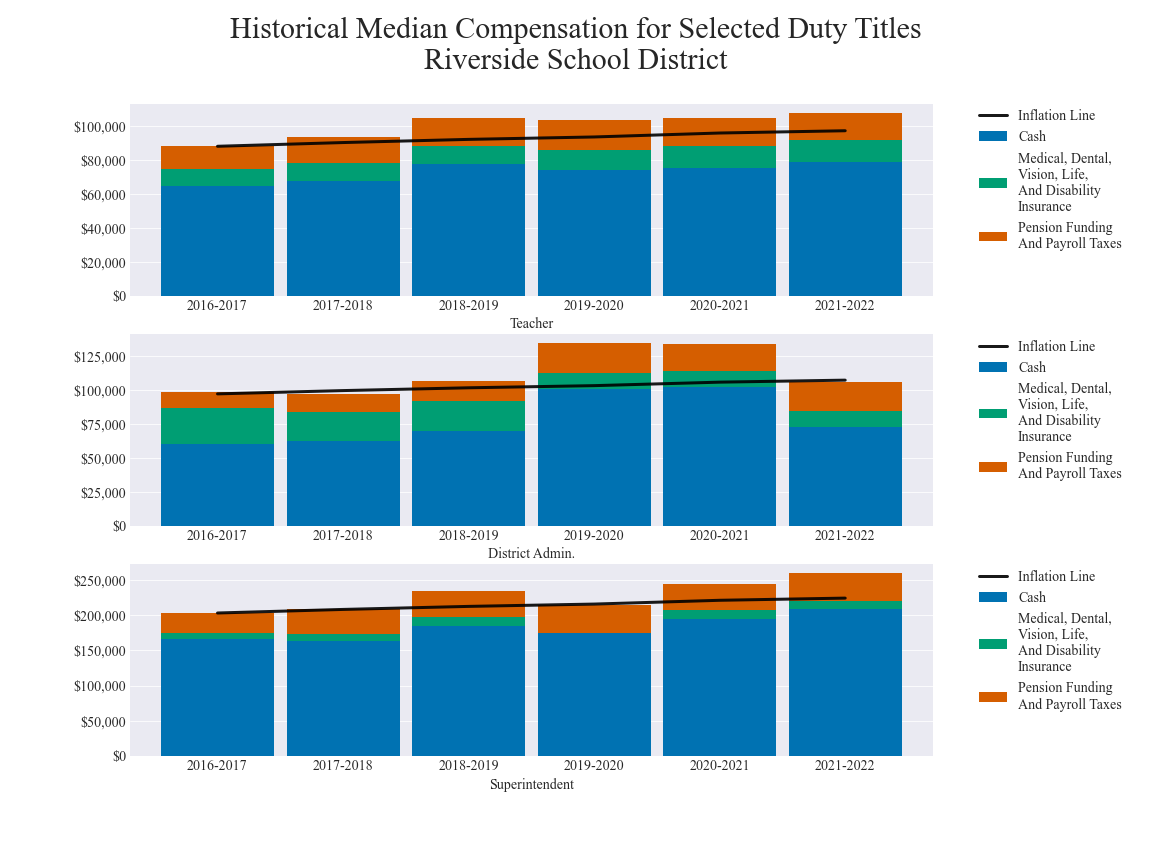 Historical Median Compensation for Selected Duty Titles
Riverside School District
$100,000
$80,000
$60,000
$40,000
$20,000
$0
2016-2017 2017-2018 2018-2019 2019-2020 2020-2021 2021-2022
Teacher
Inflation Line
Cash
Medical, Dental,
Vision, Life,
And Disability
Insurance
Pension Funding
And Payroll Taxes
$125,000
$100,000
$75,000
$50,000
$25,000
$0
2016-2017 2017-2018 2018-2019 2019-2020 2020-2021 2021-2022
District Admin.
Inflation Line
Cash
Medical, Dental,
Vision, Life,
And Disability
Insurance
Pension Funding
And Payroll Taxes
$250,000
$200,000
$150,000
$100,000
$50,000
$0
2016-2017 2017-2018 2018-2019 2019-2020 2020-2021 2021-2022
Superintendent
Inflation Line
Cash
Medical, Dental,
Vision, Life,
And Disability
Insurance
Pension Funding
And Payroll Taxes